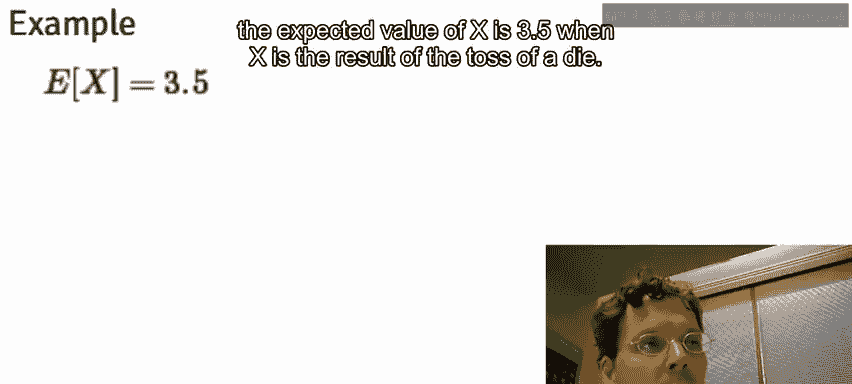 Example
the expected value of X is 3.5 when
X is the result of the toss of a die.
E[X] = 3.5